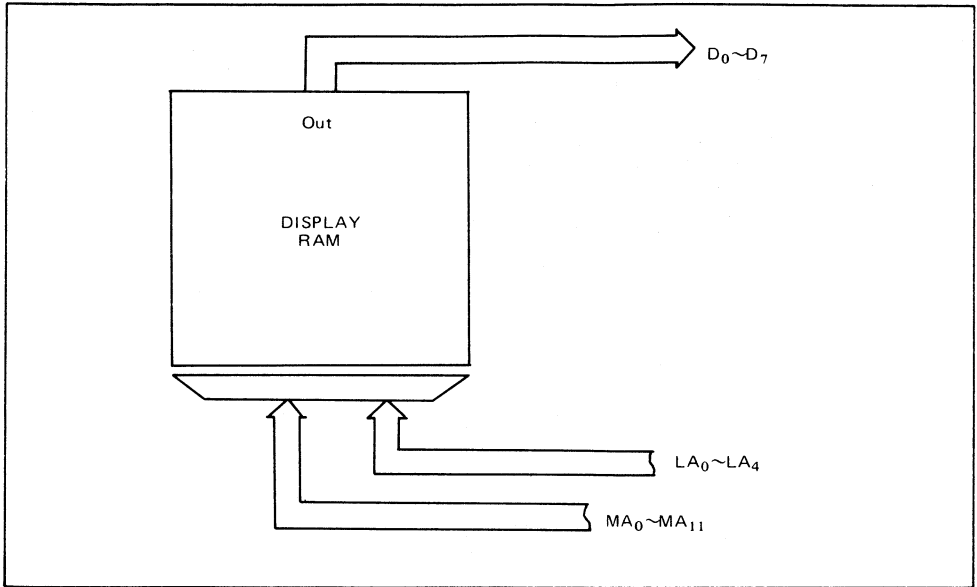 D₀~D₇
Out
DISPLAY
RAM
LA₀~LA₄
MA₀~MA₁₁